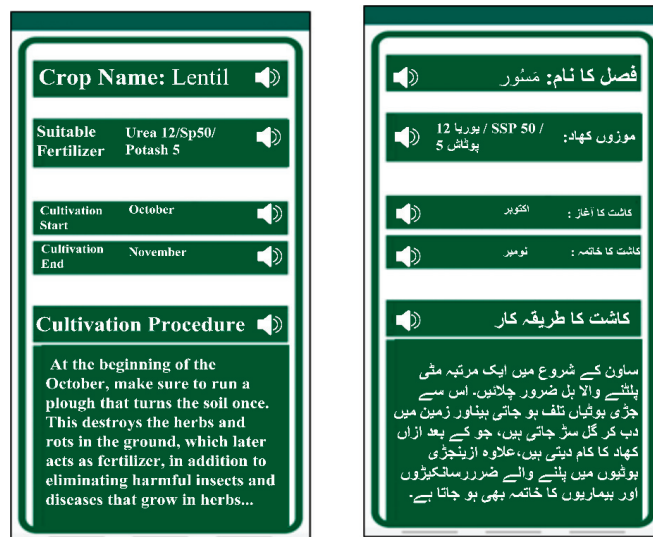 Crop Name: Lentil
Suitable Urea 12/Sp50/
Fertilizer Potash 5
Cultivation October
Start
Cultivation November
End
Cultivation Procedure
At the beginning of the
October, make sure to run a
plough that turns the soil once.
This destroys the herbs and
rots in the ground, which later
acts as fertilizer, in addition to
eliminating harmful insects and
diseases that grow in herbs...
فصل کا نام: مَسُور
موزوں کھاد: یوریا 12 / SSP 50 /
پوٹاش 5
کاشت کا آغاز : اکتوبر
کاشت کا خاتمہ : نومبر
کاشت کا طریقہ کار
ساون کے شروع میں ایک مرتبہ مٹی
پلٹنے والا ہل ضرور چلائیں۔ اس سے
جڑی بوٹیاں تلف ہو جاتی ہیناور زمین میں
دب کر گل سڑ جاتی ہیں، جو کے بعد ازاں
کھاد کا کام دیتی ہیں،علاوہ ازینجڑی
بوٹیوں میں پلنے والے ضرررسانکیڑوں
اور بیماریوں کا خاتمہ بھی ہو جاتا ہے۔